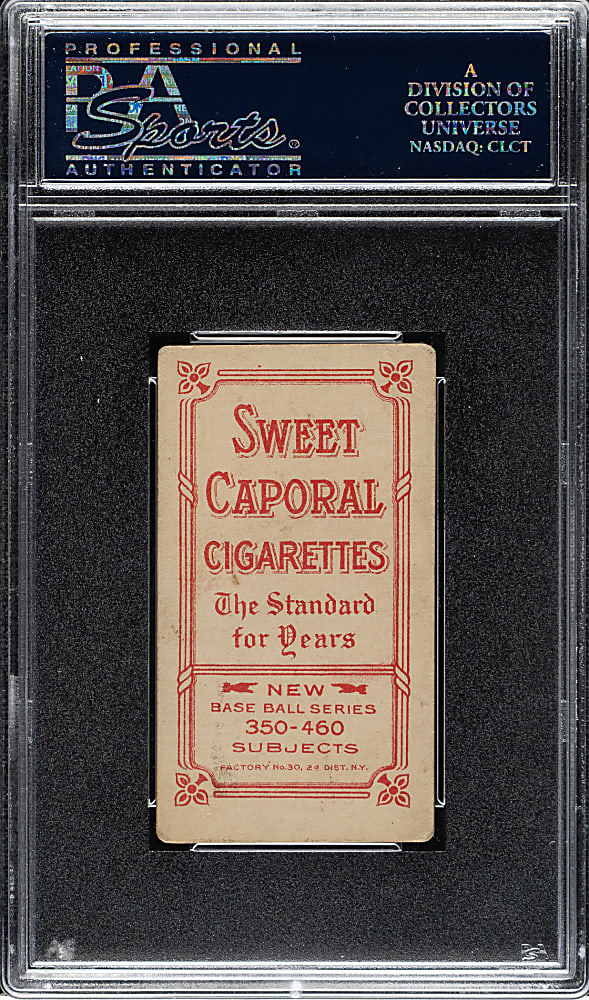 PROFESSIONAL
PSA
Sports®
AUTHENTICATOR
A
DIVISION OF
COLLECTORS
UNIVERSE
NASDAQ: CLCT
SWEET
CAPORAL
CIGARETTES
The Standard
for Years
NEW
BASE BALL SERIES
350-460
SUBJECTS
FACTORY No. 30, 2d DIST. N.Y.